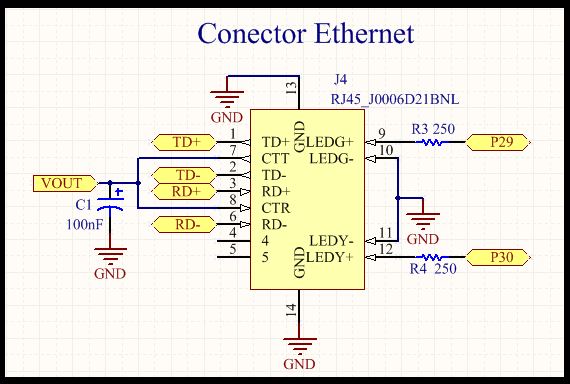 Conector Ethernet
J4
RJ45_J0006D21BNL
13
GND
GND
R3 250
TD+ 1 TD+ LEDG+ 9 P29
7 CTT LEDG- 10
TD- 2 TD-
VOUT
RD+ 3 RD+
C1
8 CTR
100nF
RD- 6 RD-
GND
4 4 LEDY- 11
5 5 LEDY+ 12 P30
GND
R4 250
GND
14
GND